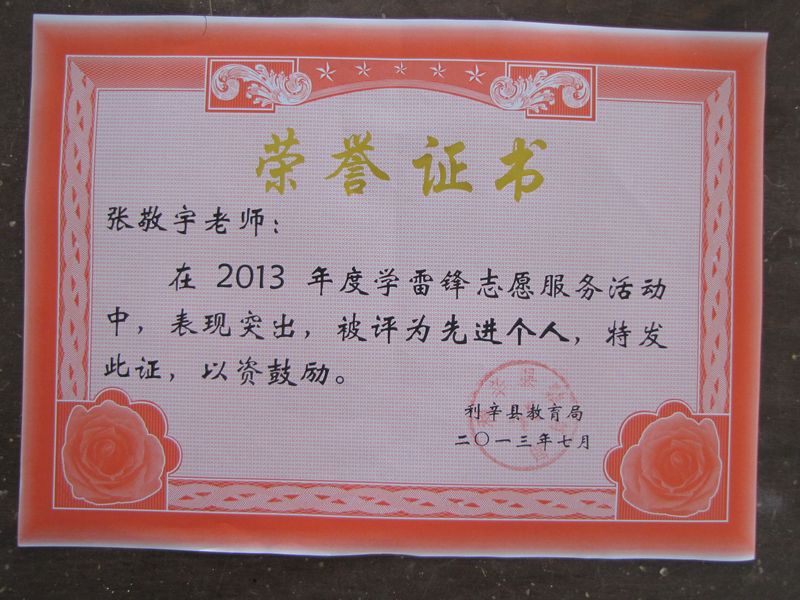 荣誉证书
张敬宇老师：
在 2013 年度学雷锋志愿服务活动
中，表现突出，被评为先进个人，特发
此证，以资鼓励。
利辛县教育局
二〇一三年七月